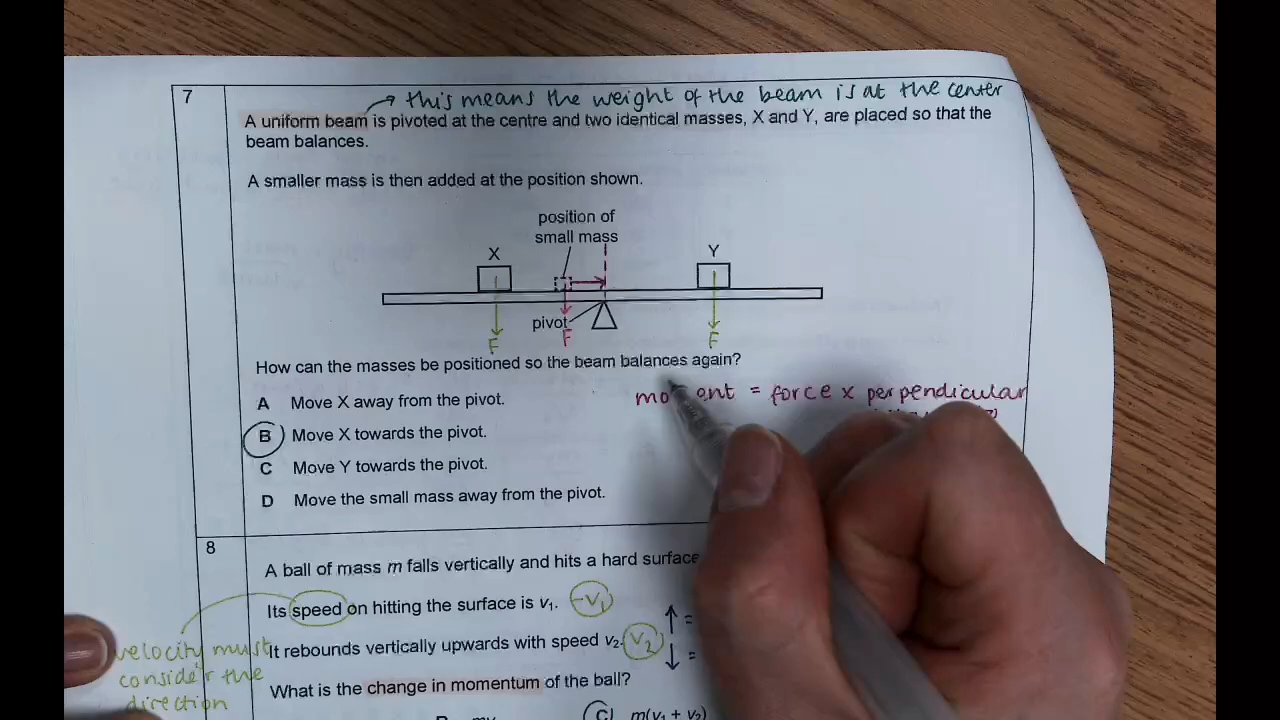 7
this means the weight of the beam is at the center
A uniform beam is pivoted at the centre and two identical masses, X and Y, are placed so that the
beam balances.
A smaller mass is then added at the position shown.
position of
small mass
X
Y
pivot
F
F
F
How can the masses be positioned so the beam balances again?
moment = force x perpendicular
A Move X away from the pivot.
B Move X towards the pivot.
C Move Y towards the pivot.
D Move the small mass away from the pivot.
8
A ball of mass m falls vertically and hits a hard surface
Its speed on hitting the surface is v₁. -v₁
It rebounds vertically upwards with speed v₂. v₂
↑ =
↓ =
velocity must
consider the
direction
What is the change in momentum of the ball?
C m(v₁ + v₂)